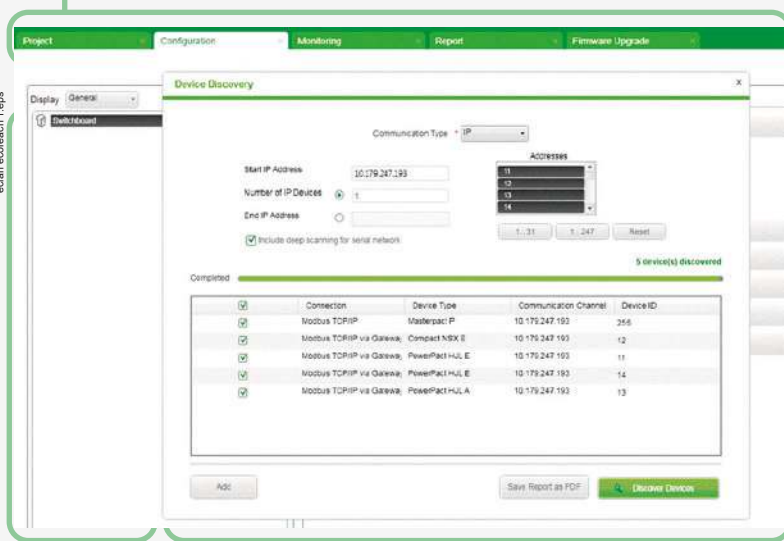 Project Configuration Monitoring Report Firmware Upgrade
Device Discovery x
Display General
Switchboard
Communication Type * IP
Start IP Address 10.179.247.193
Number of IP Devices 1
End IP Address
Include deep scanning for serial network
Addresses
11
12
13
14
1 .. 31 1 .. 247 Reset
5 device(s) discovered
Completed
Connection Device Type Communication Channel Device ID
Modbus TCP/IP Masterpact P 10.179.247.193 255
Modbus TCP/IP via Gateway Compact NSX E 10.179.247.193 12
Modbus TCP/IP via Gateway PowerPact HJL E 10.179.247.193 11
Modbus TCP/IP via Gateway PowerPact HJL E 10.179.247.193 14
Modbus TCP/IP via Gateway PowerPact HJL A 10.179.247.193 13
Add Save Report as PDF Discover Devices